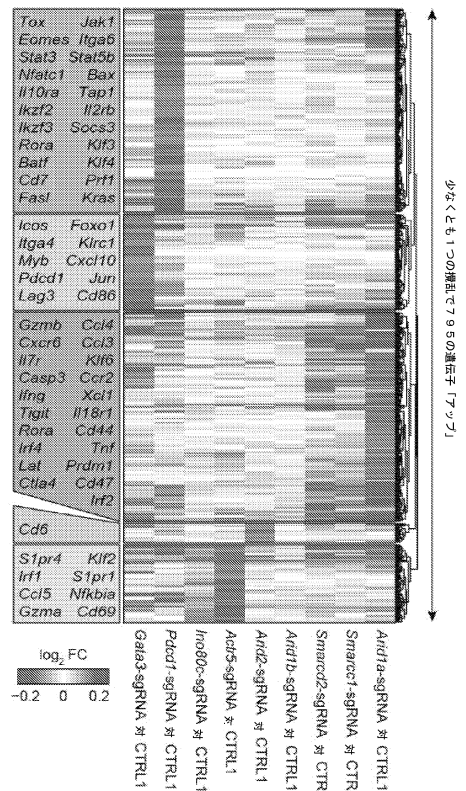 Tox Jak1
Eomes Itga6
Stat3 Stat5b
Nfatc1 Bax
Il10ra Tap1
Ikzf2 Il2rb
Ikzf3 Socs3
Rora Klf3
Batf Klf4
Cd7 Prf1
Fasl Kras
Icos Foxo1
Itga4 Klrc1
Myb Cxcl10
Pdcd1 Jun
Lag3 Cd86
Gzmb Ccl4
Cxcr6 Ccl3
Il7r Klf6
Casp3 Ccr2
Ifng Xcl1
Tigit Il18r1
Rora Cd44
Irf4 Tnf
Lat Prdm1
Ctla4 Cd47
Irf2
Cd6
S1pr4 Klf2
Irf1 S1pr1
Ccl5 Nfkbia
Gzma Cd69
少なくとも1つの撹乱で795の遺伝子「アップ」
log2 FC
-0.2 0 0.2
Gata3-sgRNA 対 CTRL1
Pdcd1-sgRNA 対 CTRL1
Ino80c-sgRNA 対 CTRL1
Actr5-sgRNA 対 CTRL1
Arid2-sgRNA 対 CTRL1
Arid1b-sgRNA 対 CTRL1
Smarcd2-sgRNA 対 CTR
Smarcc1-sgRNA 対 CTR
Arid1a-sgRNA 対 CTRL1